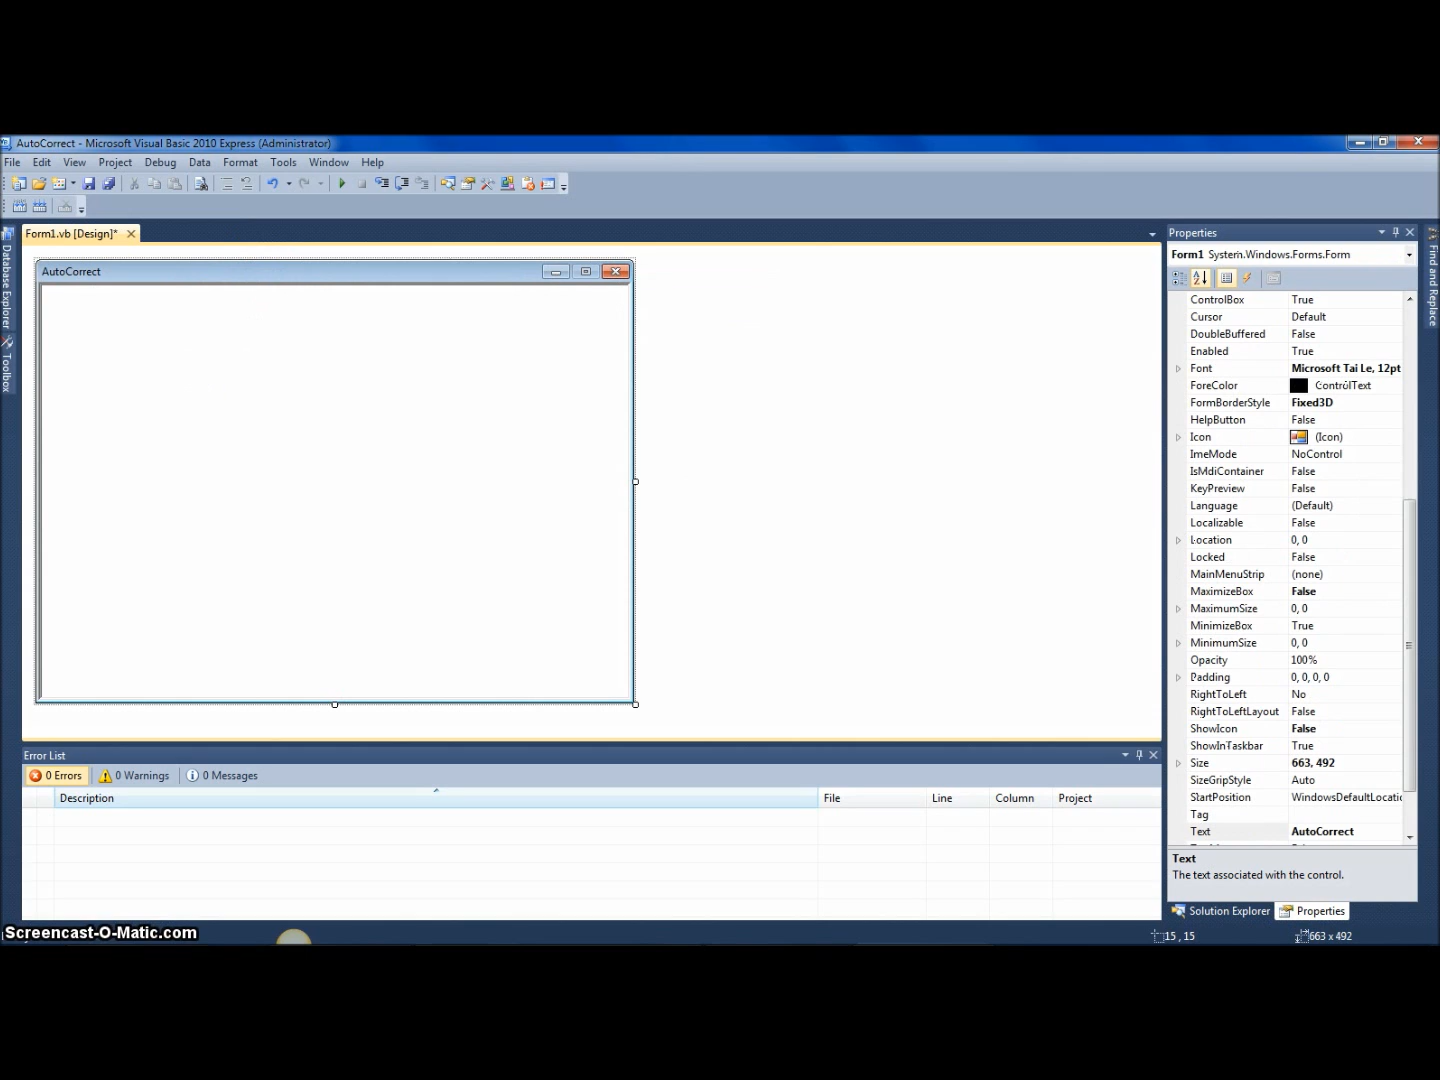 AutoCorrect - Microsoft Visual Basic 2010 Express (Administrator)
File Edit View Project Debug Data Format Tools Window Help
Form1.vb [Design]*
Database Explorer
Toolbox
AutoCorrect
Properties
Form1 System.Windows.Forms.Form
ControlBox True
Cursor Default
DoubleBuffered False
Enabled True
Font Microsoft Tai Le, 12pt
ForeColor ControlText
FormBorderStyle Fixed3D
HelpButton False
Icon (Icon)
ImeMode NoControl
IsMdiContainer False
KeyPreview False
Language (Default)
Localizable False
Location 0, 0
Locked False
MainMenuStrip (none)
MaximizeBox False
MaximumSize 0, 0
MinimizeBox True
MinimumSize 0, 0
Opacity 100%
Padding 0, 0, 0, 0
RightToLeft No
RightToLeftLayout False
ShowIcon False
ShowInTaskbar True
Size 663, 492
SizeGripStyle Auto
StartPosition WindowsDefaultLocatio
Tag
Text AutoCorrect
Text
The text associated with the control.
Solution Explorer Properties
Find and Replace
Error List
0 Errors 0 Warnings 0 Messages
Description File Line Column Project
Screencast-O-Matic.com
15 , 15 663 x 492